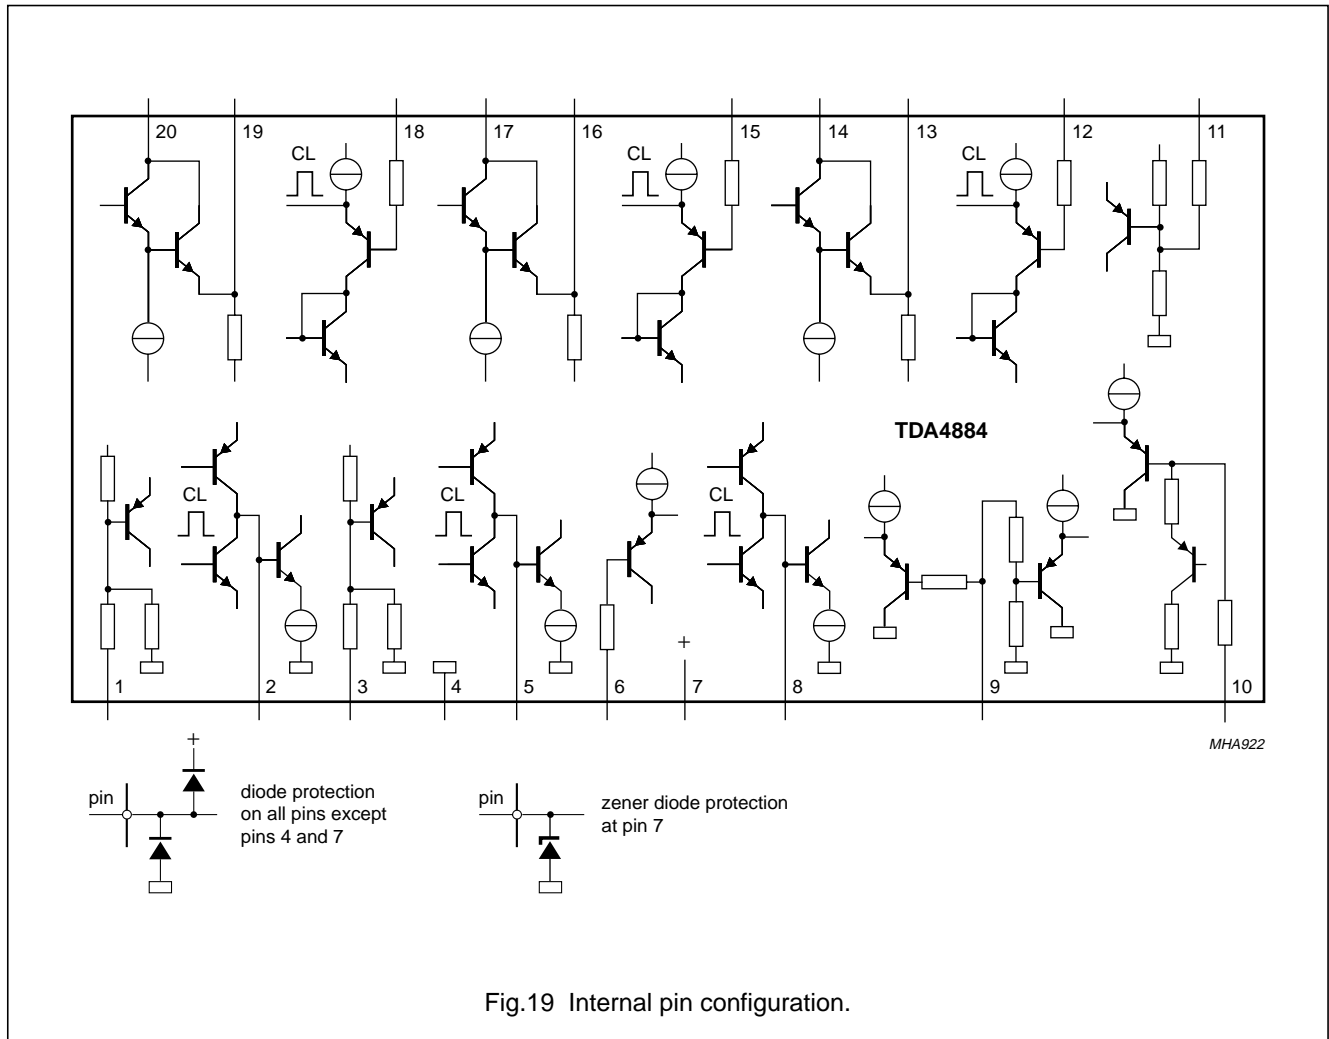 20 19 18 17 16 15 14 13 12 11
CL CL CL
TDA4884
CL CL CL
+
1 2 3 4 5 6 7 8 9 10
MHA922
+
pin
diode protection
on all pins except
pins 4 and 7
pin
zener diode protection
at pin 7
Fig.19 Internal pin configuration.